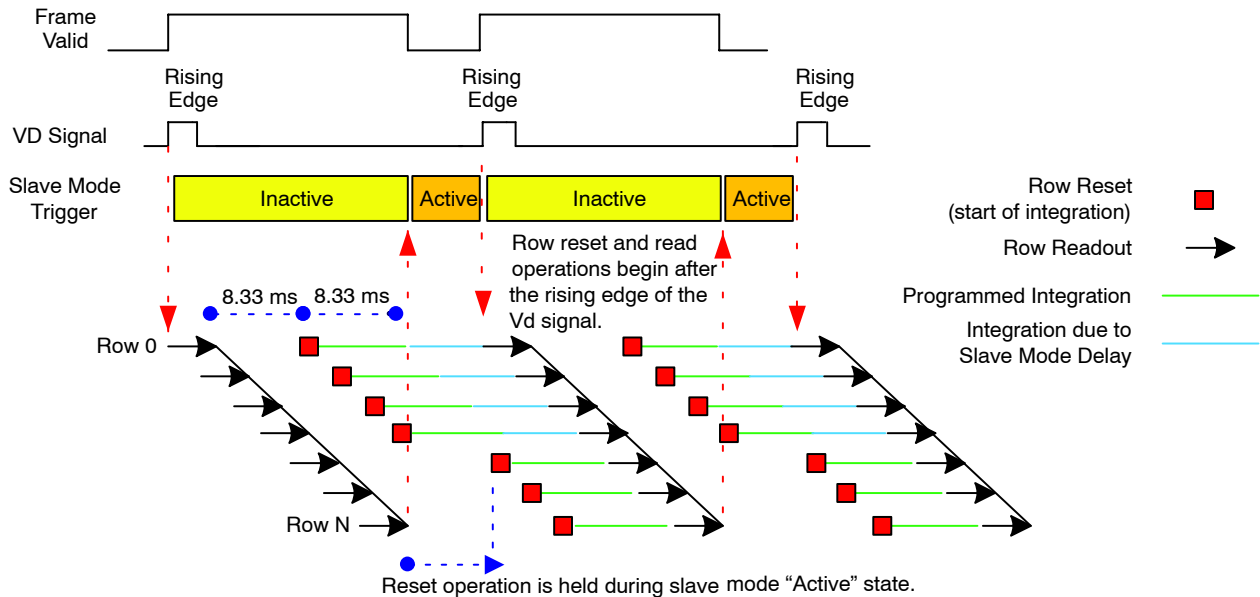 Frame
Valid
Rising
Edge
Rising
Edge
Rising
Edge
VD Signal
Slave Mode
Trigger
Inactive
Active
Inactive
Active
Row Reset
(start of integration)
Row Readout
Programmed Integration
Integration due to
Slave Mode Delay
Row reset and read
operations begin after
the rising edge of the
Vd signal.
8.33 ms
8.33 ms
Row 0
Row N
Reset operation is held during slave mode “Active” state.